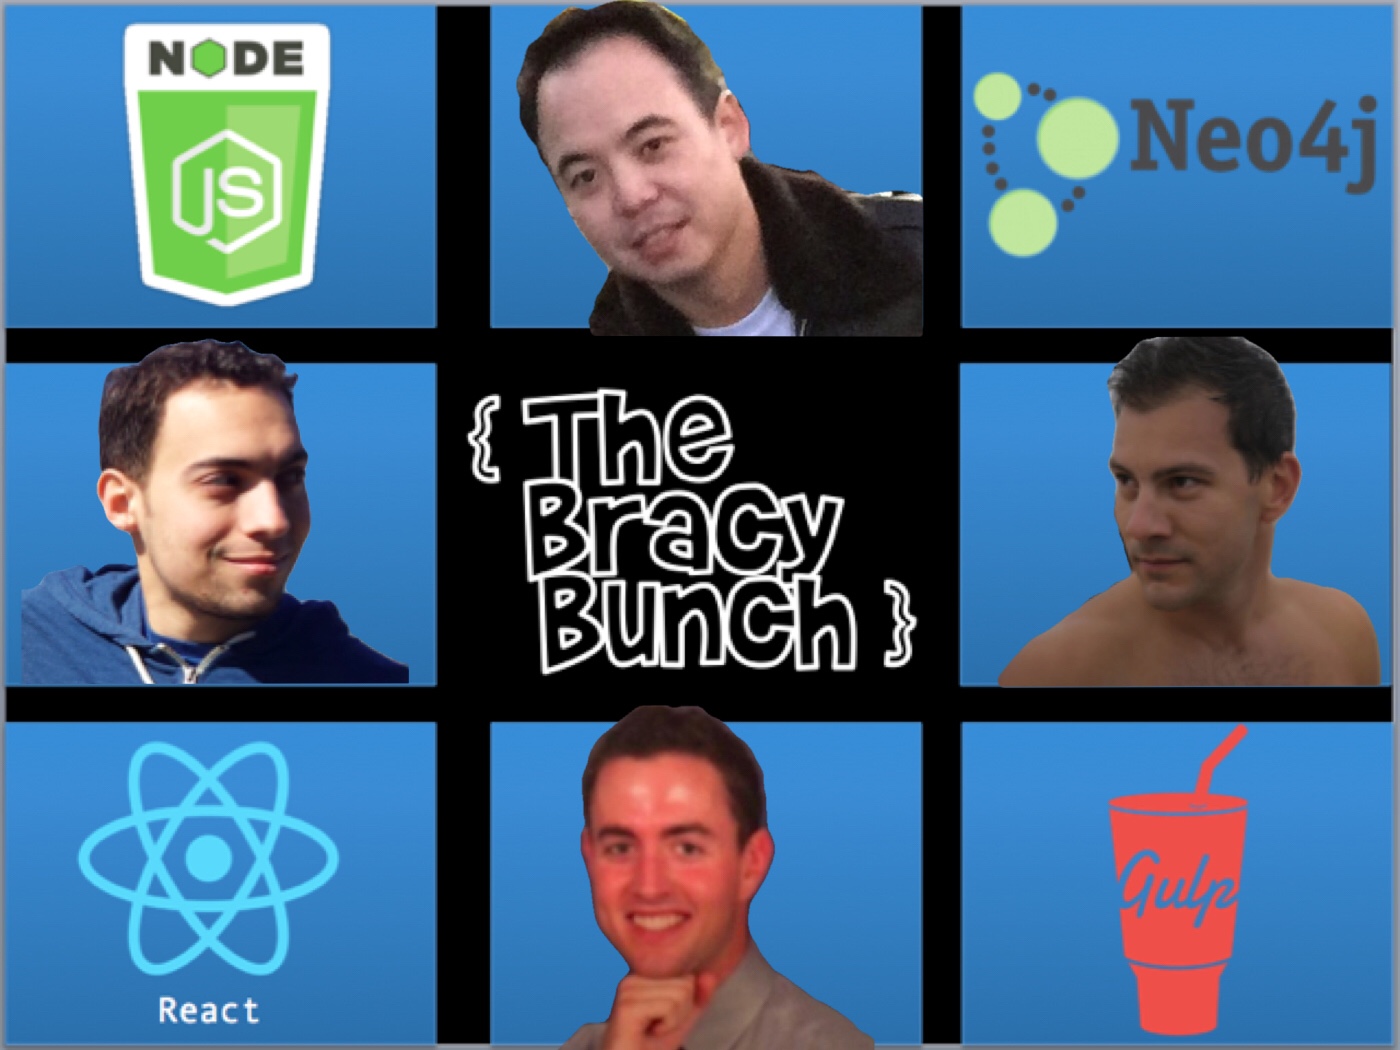 NODE
JS
Neo4j
{ The
Bracy
Bunch }
React
Gulp